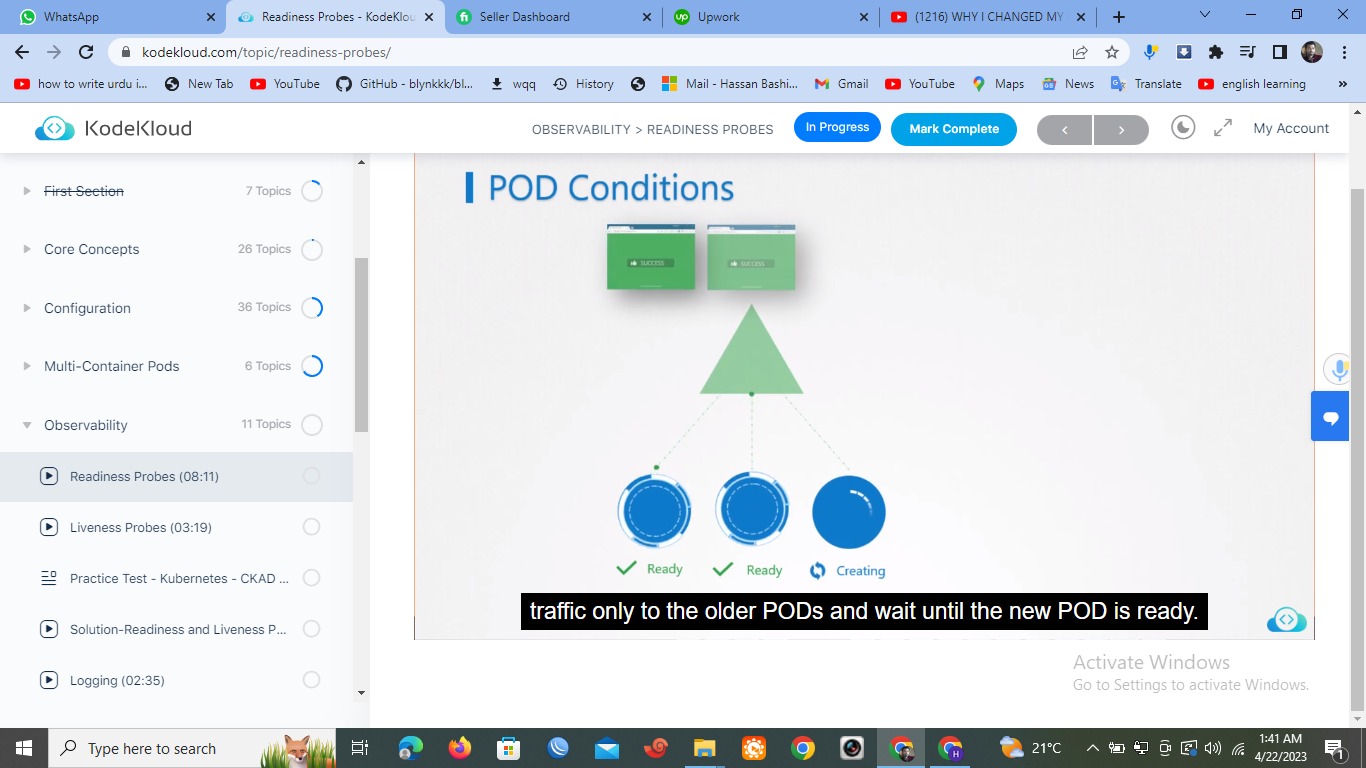 WhatsApp
Readiness Probes - KodeKlou
Seller Dashboard
Upwork
(1216) WHY I CHANGED MY
kodekloud.com/topic/readiness-probes/
how to write urdu i...
New Tab
YouTube
GitHub - blynkkk/bl...
wqq
History
Mail - Hassan Bashi...
Gmail
YouTube
Maps
News
Translate
english learning
»
KodeKloud
OBSERVABILITY > READINESS PROBES
In Progress
Mark Complete
<
>
My Account
First Section 7 Topics
Core Concepts 26 Topics
Configuration 36 Topics
Multi-Container Pods 6 Topics
Observability 11 Topics
Readiness Probes (08:11)
Liveness Probes (03:19)
Practice Test - Kubernetes - CKAD ...
Solution-Readiness and Liveness P...
Logging (02:35)
POD Conditions
SUCCESS SUCCESS
Ready Ready Creating
traffic only to the older PODs and wait until the new POD is ready.
Activate Windows
Go to Settings to activate Windows.
Type here to search
H
21°C
1:41 AM
4/22/2023
1